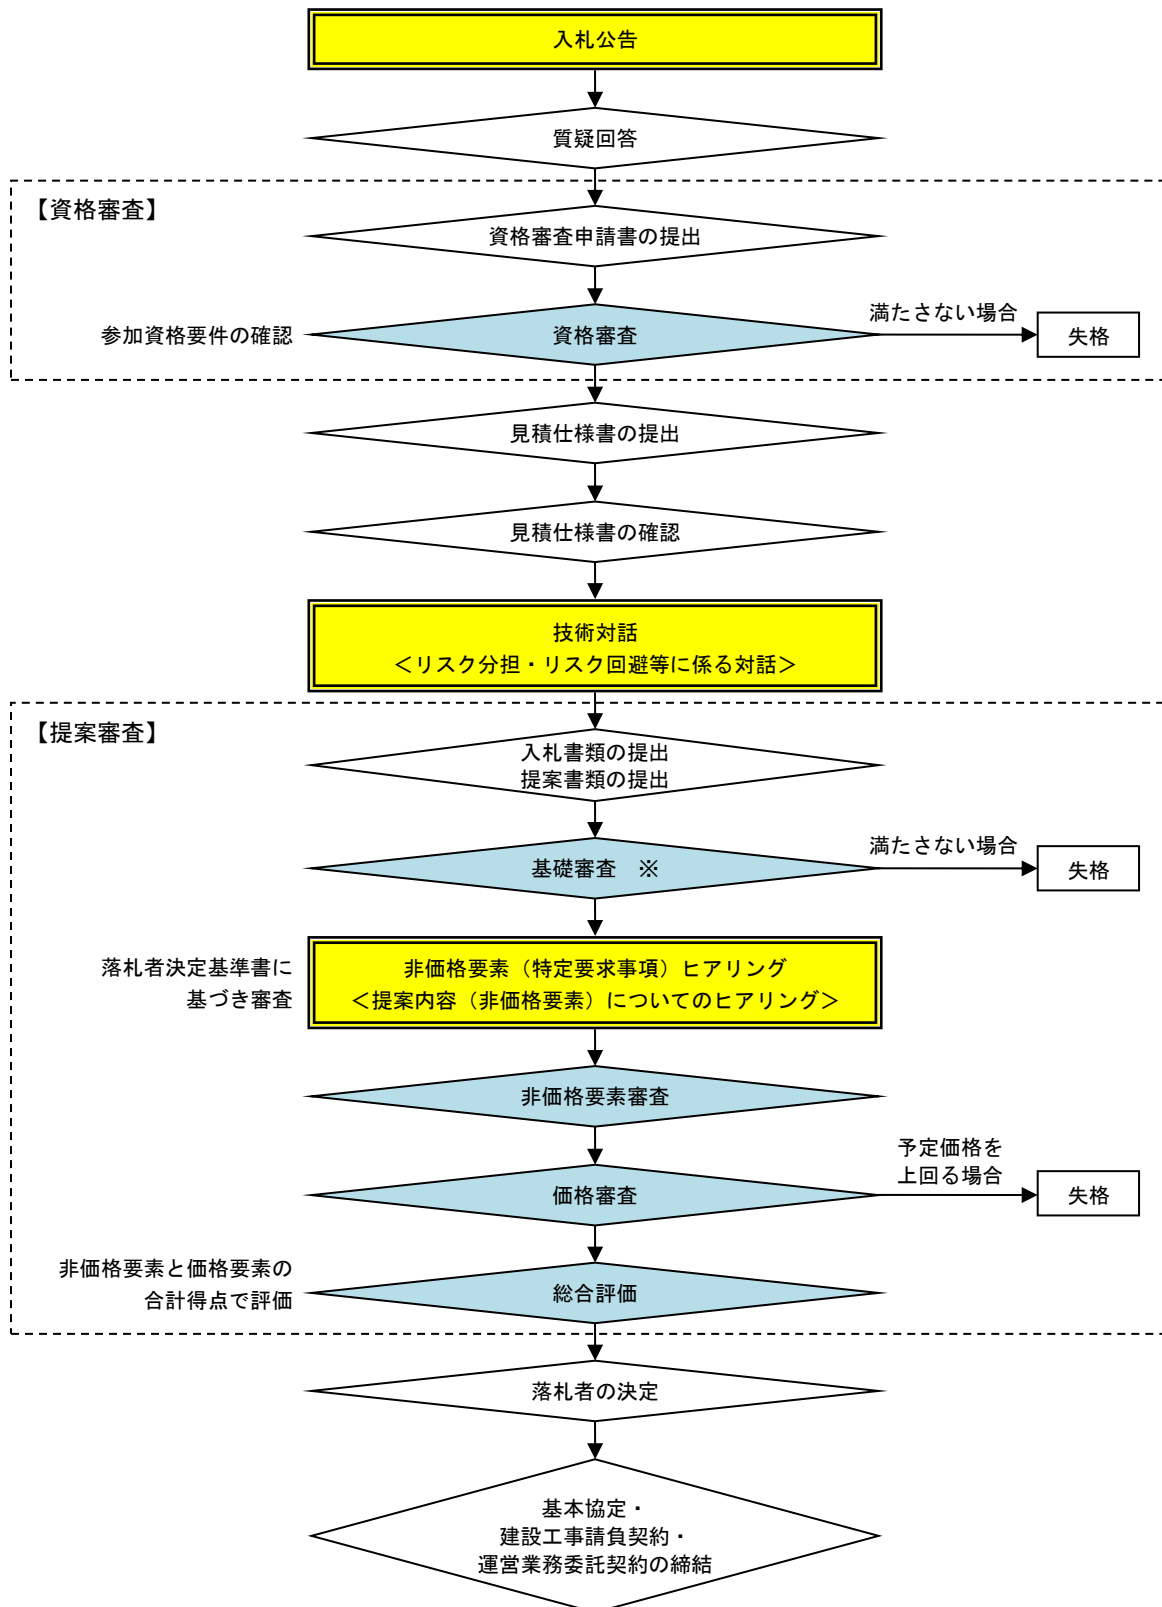 入札公告
質疑回答
【資格審査】
資格審査申請書の提出
参加資格要件の確認
資格審査
満たさない場合
失格
見積仕様書の提出
見積仕様書の確認
技術対話
＜リスク分担・リスク回避等に係る対話＞
【提案審査】
入札書類の提出
提案書類の提出
基礎審査　※
満たさない場合
失格
落札者決定基準書に
基づき審査
非価格要素（特定要求事項）ヒアリング
＜提案内容（非価格要素）についてのヒアリング＞
非価格要素審査
価格審査
予定価格を
上回る場合
失格
非価格要素と価格要素の
合計得点で評価
総合評価
落札者の決定
基本協定・
建設工事請負契約・
運営業務委託契約の締結